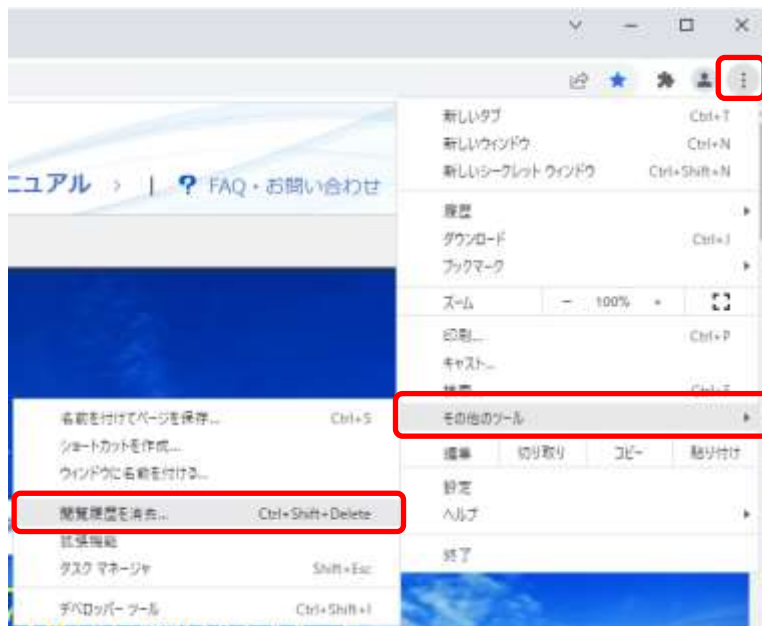 新しいタブ Ctrl+T
新しいウィンドウ Ctrl+N
新しいシークレット ウィンドウ Ctrl+Shift+N
ニュアル > | ? FAQ・お問い合わせ
履歴
ダウンロード Ctrl+J
ブックマーク
ズーム - 100% +
印刷... Ctrl+P
キャスト...
検索... Ctrl+F
その他のツール
名前を付けてページを保存... Ctrl+S
ショートカットを作成...
ウィンドウに名前を付ける...
閲覧履歴を消去... Ctrl+Shift+Delete
拡張機能
タスク マネージャ Shift+Esc
デベロッパー ツール Ctrl+Shift+I
編集 切り取り コピー 貼り付け
設定
ヘルプ
終了